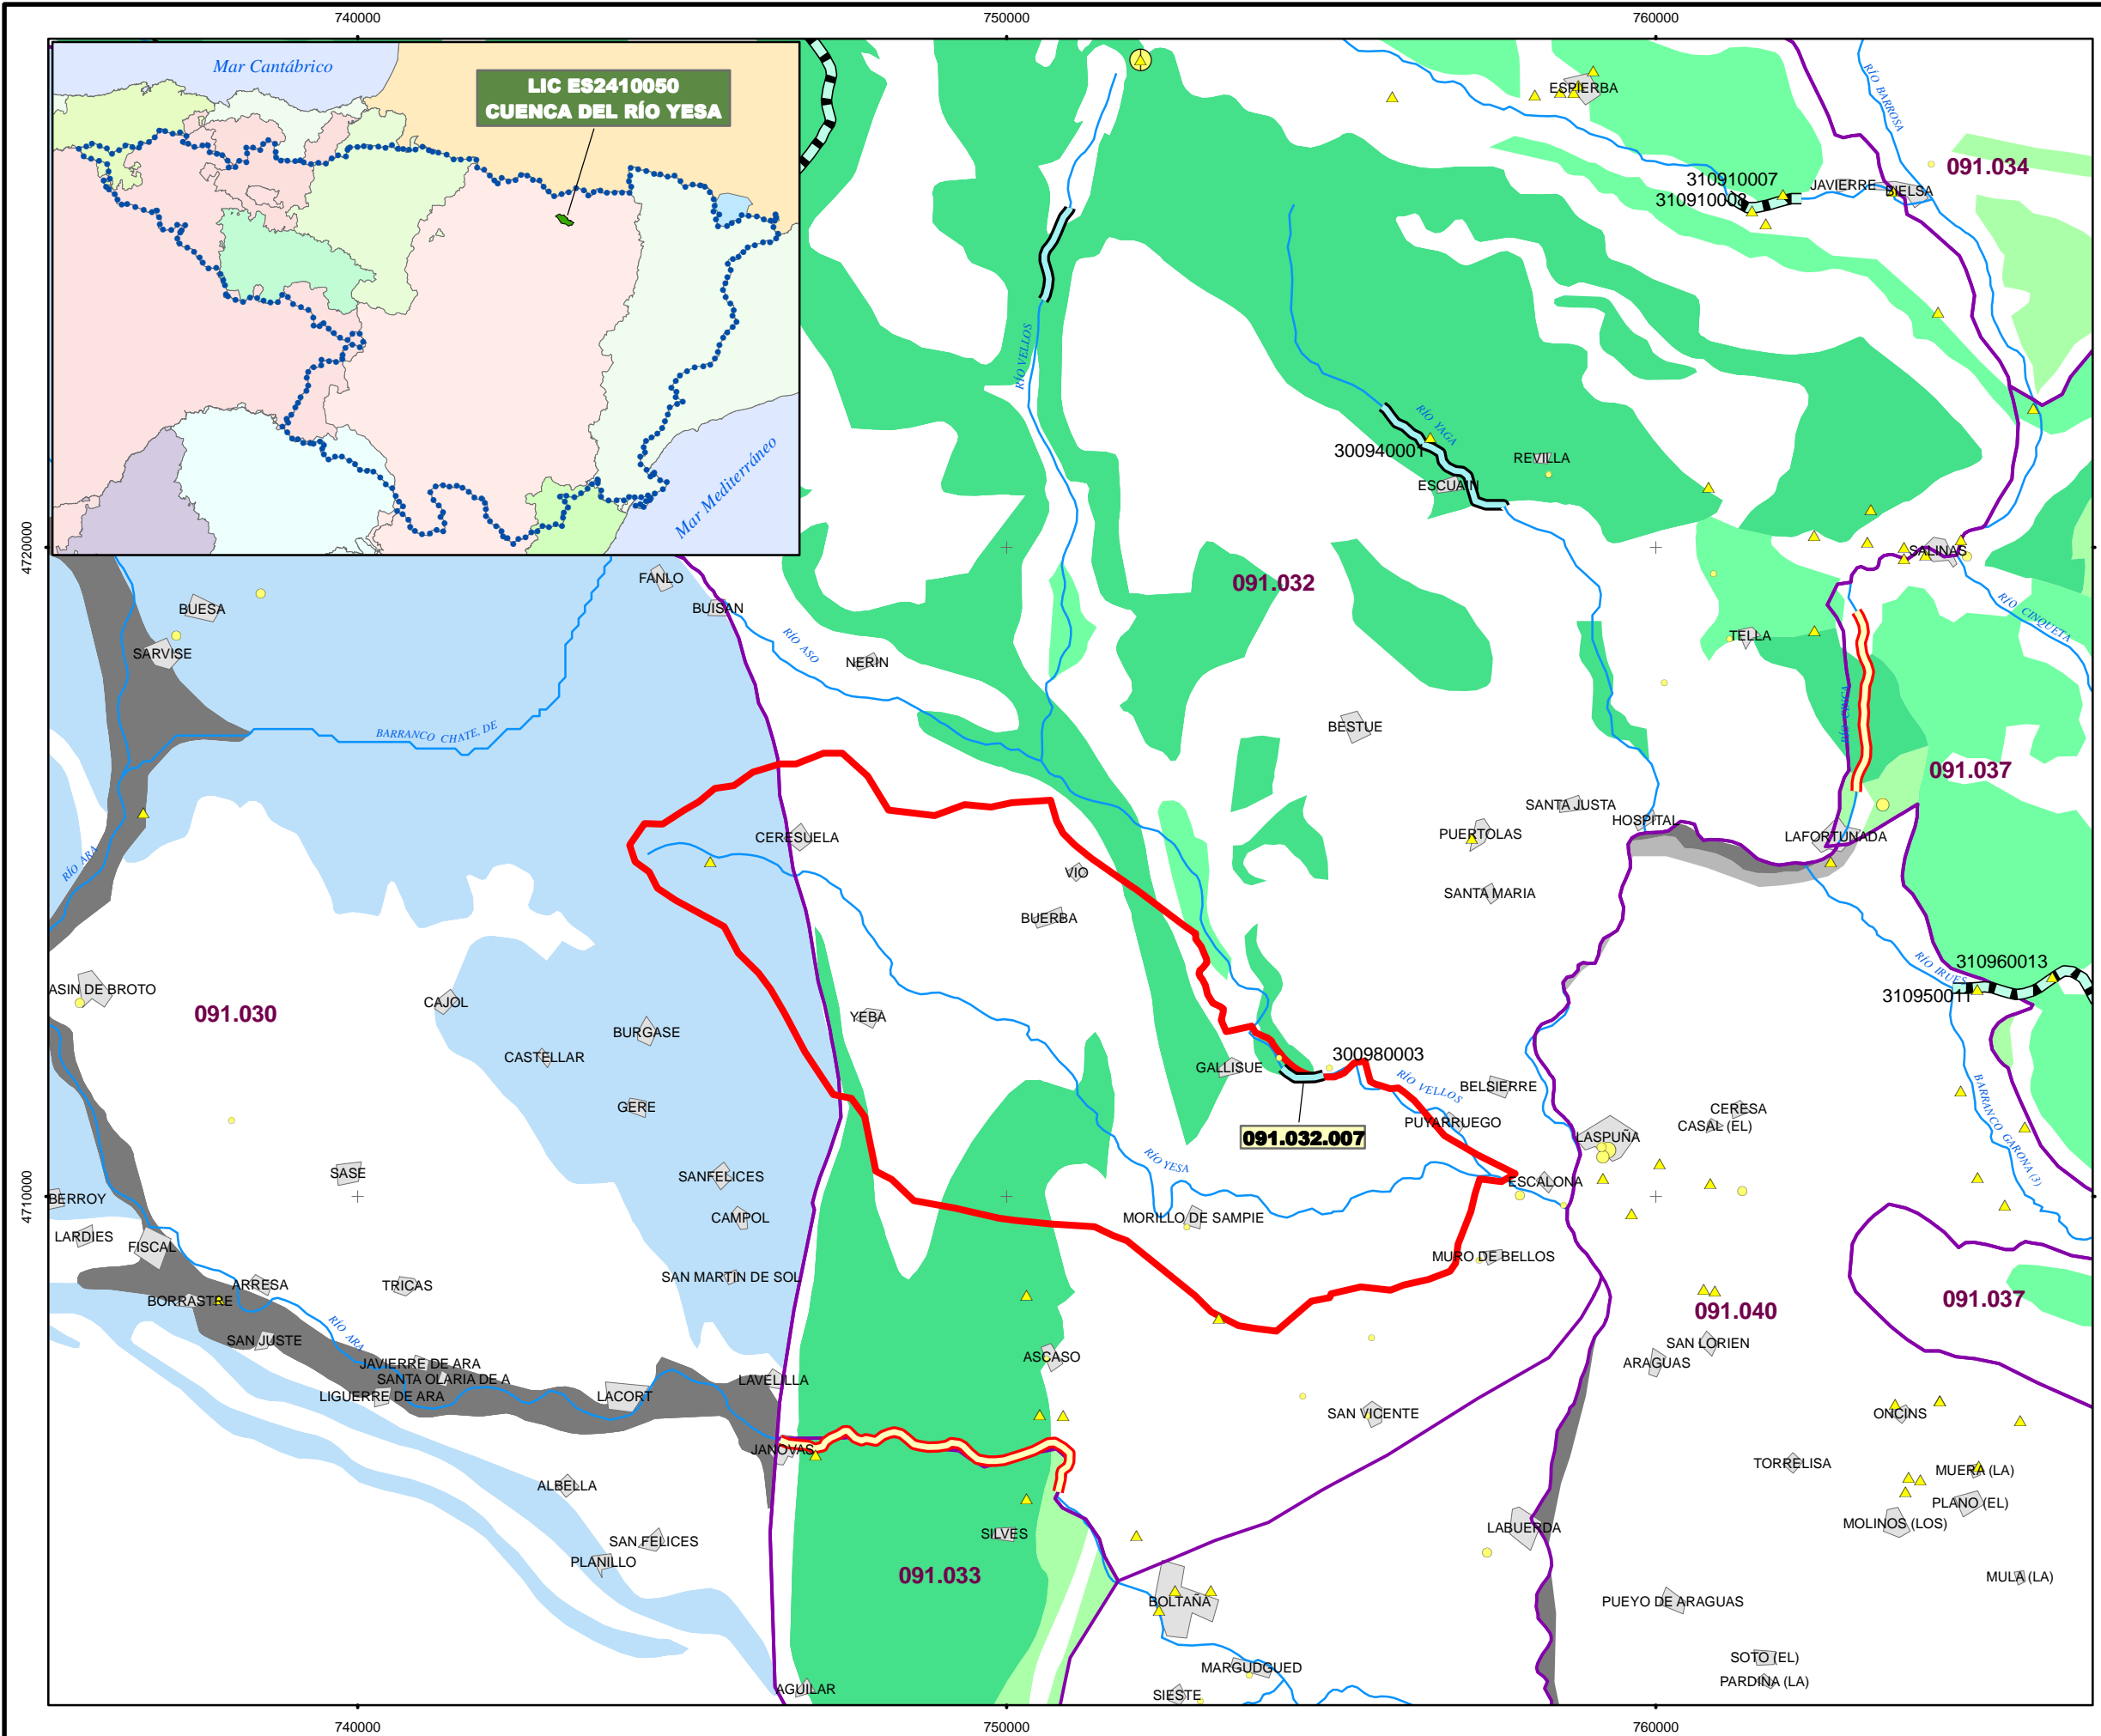 740000
750000
760000
Mar Cantábrico
LIC ES2410050
CUENCA DEL RÍO YESA
Mar Mediterráneo
ESPIERBA
RÍO BARROSA
091.034
310910007
JAVIERRE
BIELSA
310910008
RÍO VELLOS
RÍO YAGA
300940001
REVILLA
ESCUAIN
4720000
SALINAS
FANLO
091.032
BUISAN
BUESA
RÍO CINQUETA
RÍO ASO
TELLA
SARVISE
NERIN
RÍO CINCA
BARRANCO CHATE, DE
BESTUE
091.037
SANTA JUSTA
HOSPITAL
CERESUELA
PUERTOLAS
LAFORTUNADA
RÍO ARA
VIO
SANTA MARIA
BUERBA
310960013
RÍO IRUES
ASIN DE BROTO
310950011
CAJOL
091.030
YEBA
BURGASE
CASTELLAR
300980003
GALLISUE
RÍO VELLOS
BELSIERRE
GERE
CERESA
PUYARRUEGO
CASAL (EL)
091.032.007
LASPUÑA
BARRANCO GARONA (3)
RÍO YESA
SASE
SANFELICES
ESCALONA
BERROY
4710000
CAMPOL
MORILLO DE SAMPIE
LARDIES
FISCAL
MURO DE BELLOS
SAN MARTIN DE SOL
ARRESA
TRICAS
BORRASTRE
091.037
091.040
RÍO ARA
SAN JUSTE
SAN LORIEN
ASCASO
JAVIERRE DE ARA
ARAGUAS
SANTA OLARIA DE A
LAVELILLA
LIGUERRE DE ARA
LACORT
SAN VICENTE
ONCINS
JANOVAS
TORRELISA
MUERA (LA)
ALBELLA
PLANO (EL)
MOLINOS (LOS)
LABUERDA
SILVES
SAN FELICES
PLANILLO
091.033
MULA (LA)
BOLTAÑA
PUEYO DE ARAGUAS
SOTO (EL)
MARGUDGUED
PARDINA (LA)
AGUILAR
SIESTE
740000
750000
760000